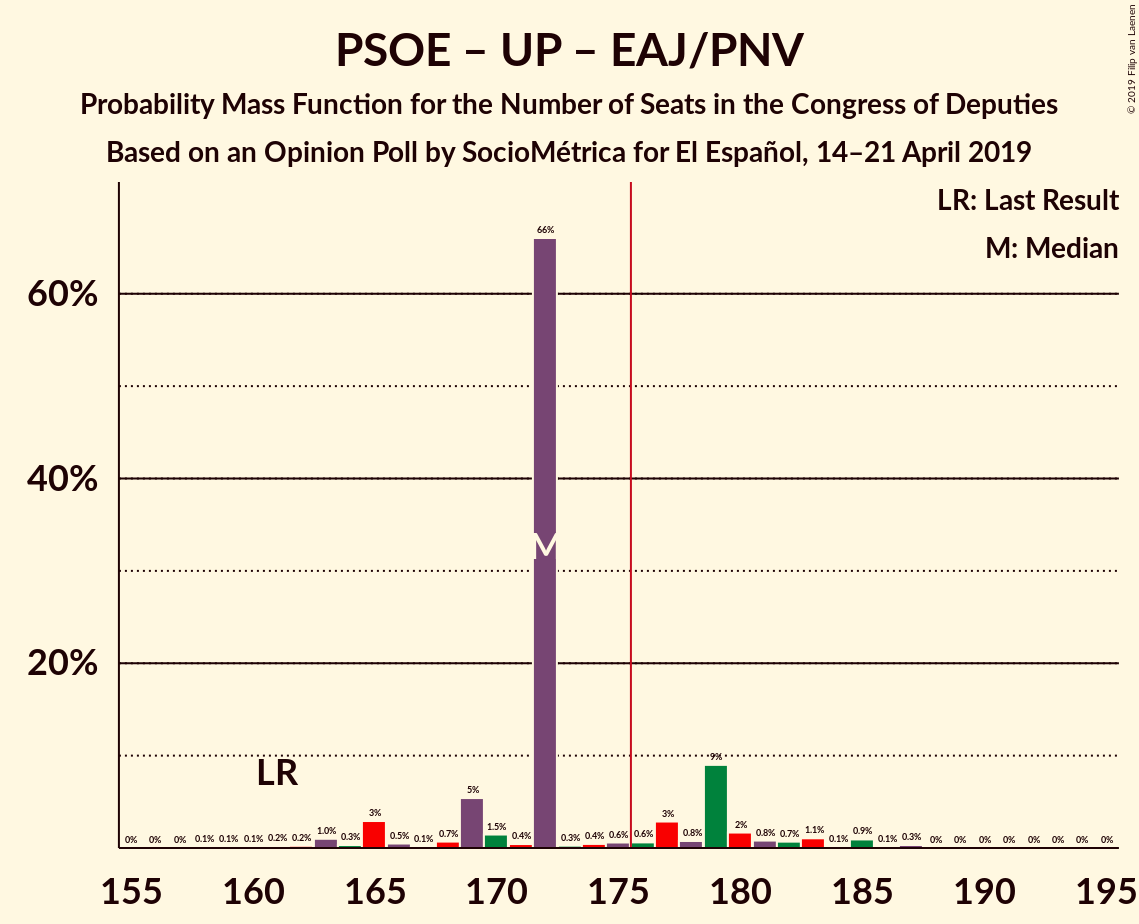 PSOE – UP – EAJ/PNV
Probability Mass Function for the Number of Seats in the Congress of Deputies
Based on an Opinion Poll by SocioMétrica for El Español, 14–21 April 2019
© 2019 Filip van Laenen
LR: Last Result
M: Median
60%
40%
20%
LR
M
0% 0% 0% 0.1% 0.1% 0.1% 0.2% 0.2% 1.0% 0.3% 3% 0.5% 0.1% 0.7% 5% 1.5% 0.4% 66% 0.3% 0.4% 0.6% 0.6% 3% 0.8% 9% 2% 0.8% 0.7% 1.1% 0.1% 0.9% 0.1% 0.3% 0% 0% 0% 0% 0% 0% 0% 0%
155 160 165 170 175 180 185 190 195